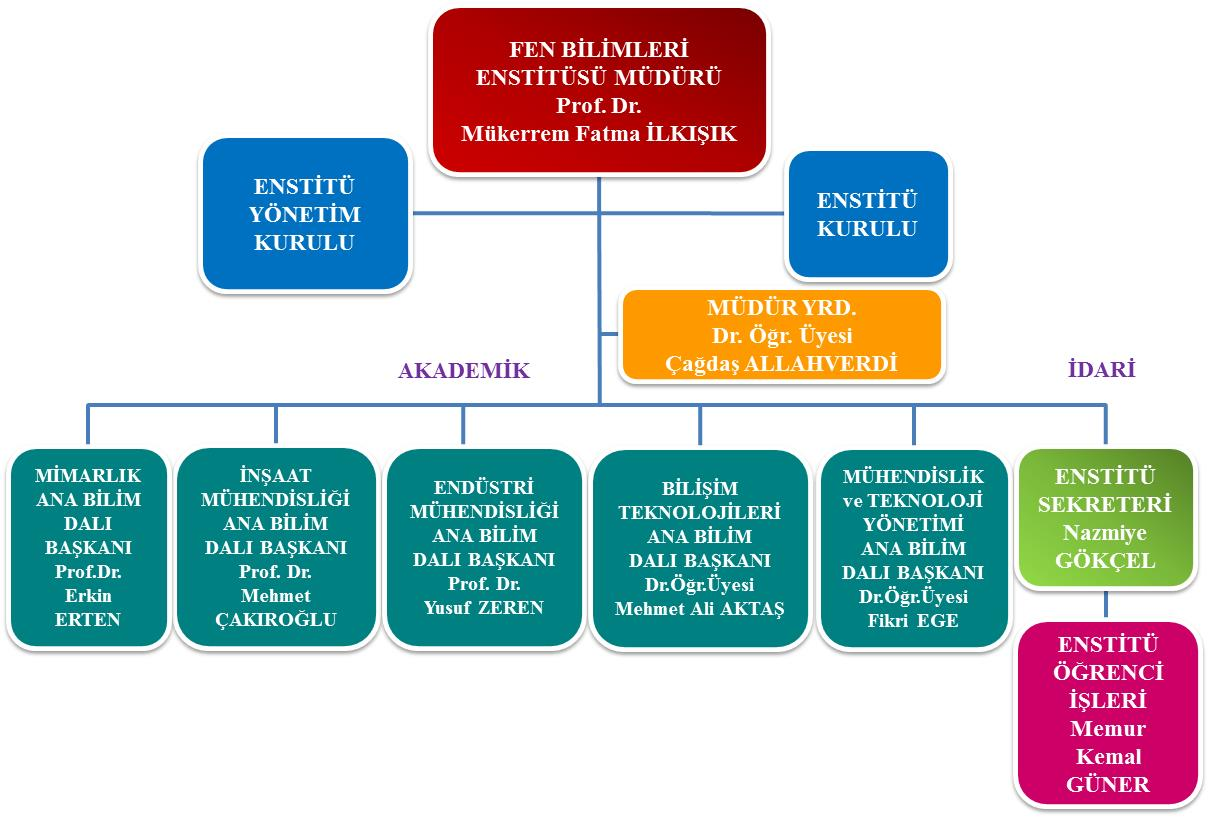 FEN BİLİMLERİ
ENSTİTÜSÜ MÜDÜRÜ
Prof. Dr.
Mükerrem Fatma İLKIŞIK
ENSTİTÜ
YÖNETİM
KURULU
ENSTİTÜ
KURULU
MÜDÜR YRD.
Dr. Öğr. Üyesi
Çağdaş ALLAHVERDİ
AKADEMİK
İDARİ
MİMARLIK
ANA BİLİM
DALI
BAŞKANI
Prof.Dr.
Erkin
ERTEN
İNŞAAT
MÜHENDİSLİĞİ
ANA BİLİM
DALI BAŞKANI
Prof. Dr.
Mehmet
ÇAKIROĞLU
ENDÜSTRİ
MÜHENDİSLİĞİ
ANA BİLİM
DALI BAŞKANI
Prof. Dr.
Yusuf ZEREN
BİLİŞİM
TEKNOLOJİLERİ
ANA BİLİM
DALI BAŞKANI
Dr.Öğr.Üyesi
Mehmet Ali AKTAŞ
MÜHENDİSLİK
ve TEKNOLOJİ
YÖNETİMİ
ANA BİLİM
DALI BAŞKANI
Dr.Öğr.Üyesi
Fikri EGE
ENSTİTÜ
SEKRETERİ
Nazmiye
GÖKÇEL
ENSTİTÜ
ÖĞRENCİ
İŞLERİ
Memur
Kemal
GÜNER